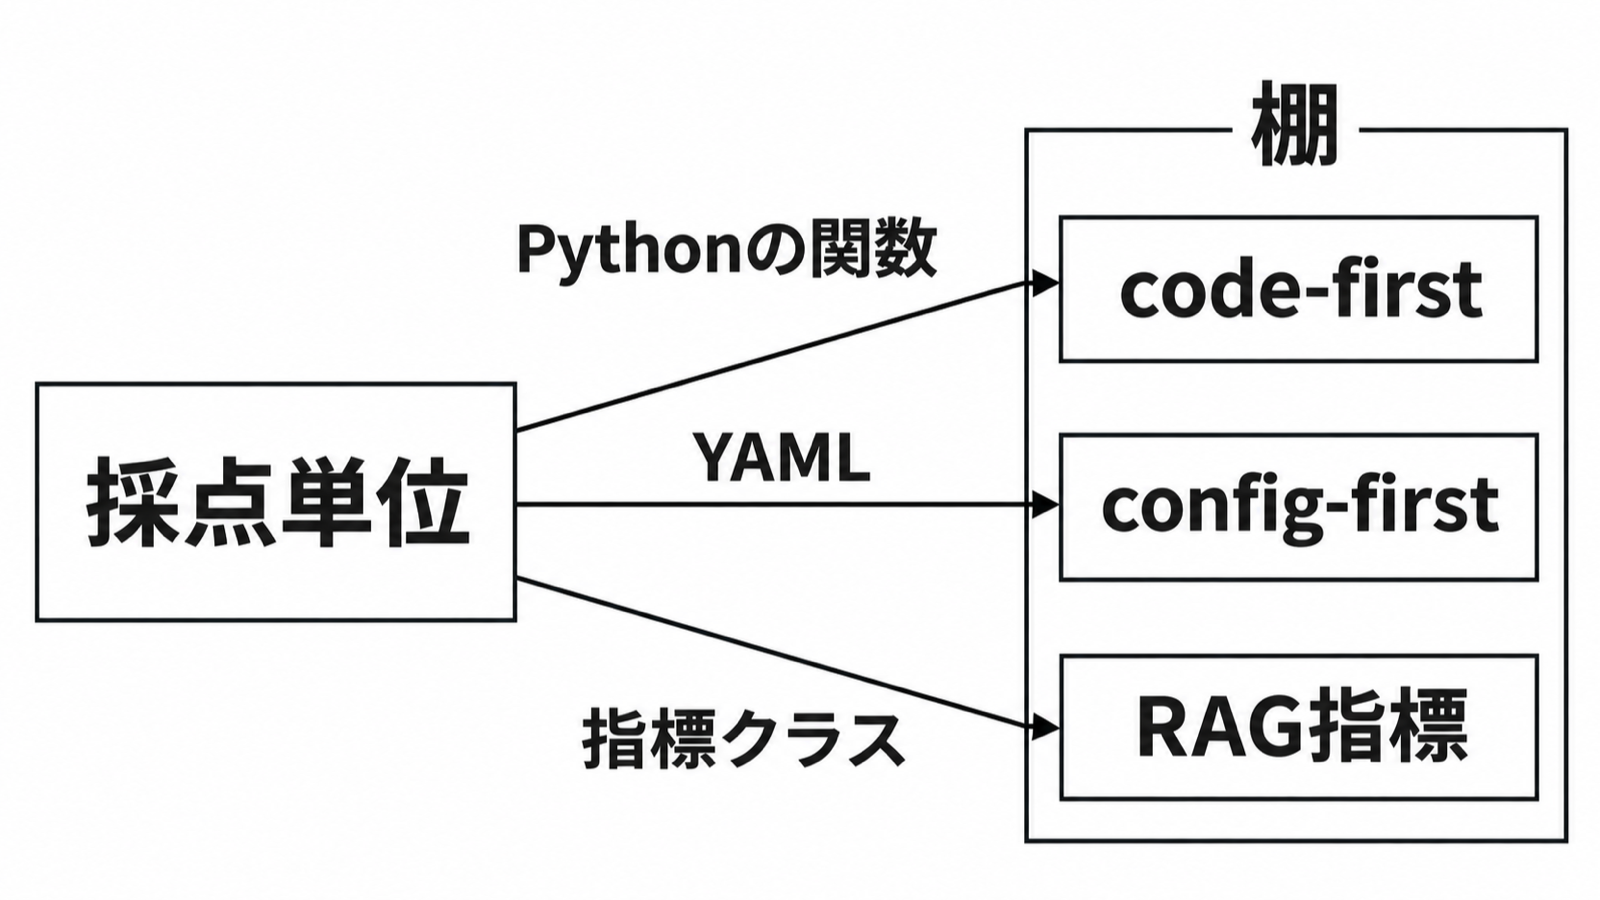 棚
Pythonの関数
code-first
YAML
採点単位
config-first
指標クラス
RAG指標